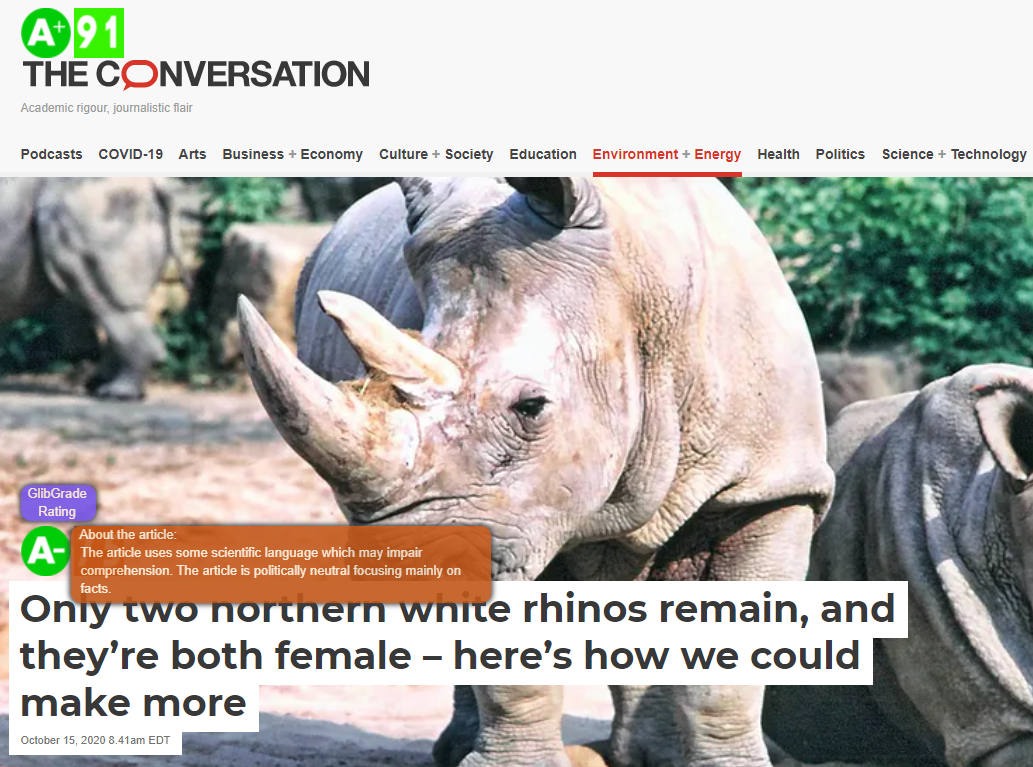 A+ 91
THE CONVERSATION
Academic rigour, journalistic flair
Podcasts COVID-19 Arts Business + Economy Culture + Society Education Environment + Energy Health Politics Science + Technology
GlibGrade
Rating
A-
About the article:
The article uses some scientific language which may impair
comprehension. The article is politically neutral focusing mainly on
facts.
Only two northern white rhinos remain, and
they’re both female – here’s how we could
make more
October 15, 2020 8.41am EDT